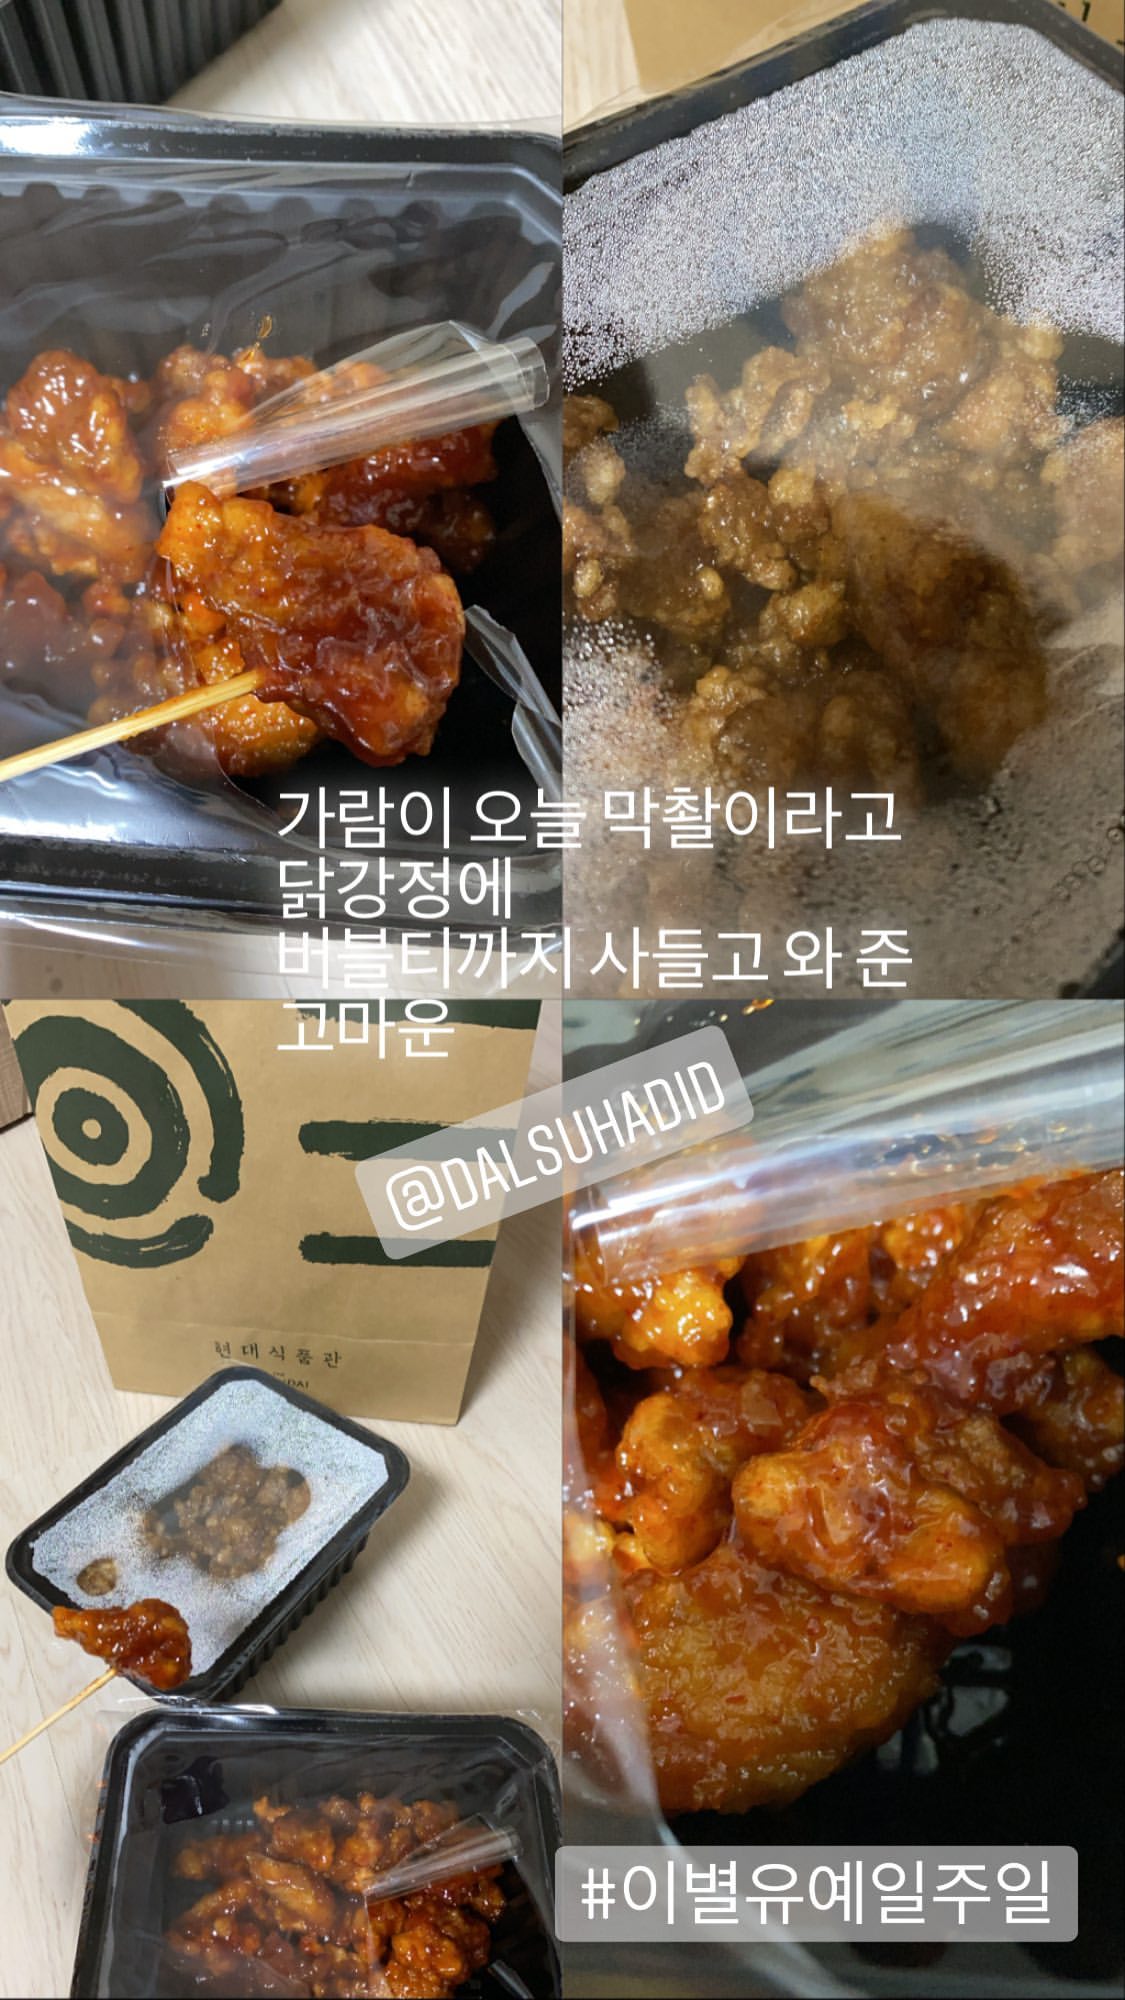 가람이 오늘 막촬이라고
닭강정에
버블티까지 사들고 와 준
고마운
@DALSUHADID
현대식품관
#이별유예일주일